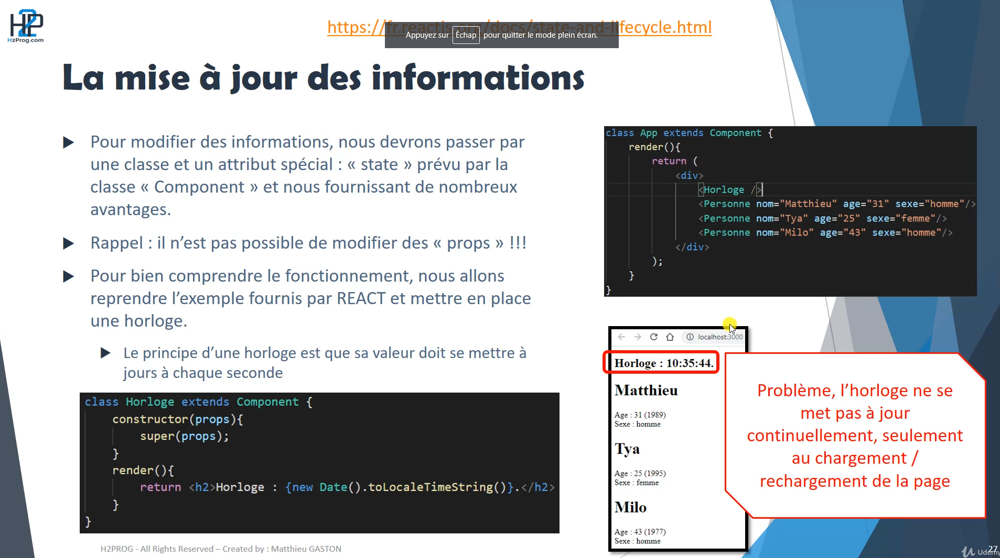 H2P
H2Prog.com
https://fr.reactjs.org/docs/state-and-lifecycle.html
Appuyez sur Échap pour quitter le mode plein écran.
La mise à jour des informations
Pour modifier des informations, nous devrons passer par
une classe et un attribut spécial : « state » prévu par la
classe « Component » et nous fournissant de nombreux
avantages.
Rappel : il n’est pas possible de modifier des « props » !!!
Pour bien comprendre le fonctionnement, nous allons
reprendre l’exemple fournis par REACT et mettre en place
une horloge.
Le principe d’une horloge est que sa valeur doit se mettre à
jours à chaque seconde
class Horloge extends Component {
constructor(props){
super(props);
}
render(){
return <h2>Horloge : {new Date().toLocaleTimeString()}.</h2>
}
}
class App extends Component {
render(){
return (
<div>
<Horloge />
<Personne nom="Matthieu" age="31" sexe="homme"/>
<Personne nom="Tya" age="25" sexe="femme"/>
<Personne nom="Milo" age="43" sexe="homme"/>
</div>
);
}
}
localhost:3000
Horloge : 10:35:44.
Matthieu
Age : 31 (1989)
Sexe : homme
Tya
Age : 25 (1995)
Sexe : femme
Milo
Age : 43 (1977)
Sexe : homme
Problème, l’horloge ne se
met pas à jour
continuellement, seulement
au chargement /
rechargement de la page
H2PROG - All Rights Reserved – Created by : Matthieu GASTON
27
Udemy